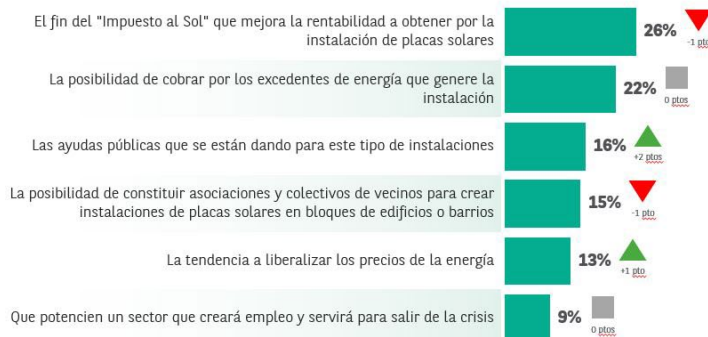 El fin del "Impuesto al Sol" que mejora la rentabilidad a obtener por la
instalación de placas solares
26%
-1 pto
La posibilidad de cobrar por los excedentes de energía que genere la
instalación
22%
0 ptos
Las ayudas públicas que se están dando para este tipo de instalaciones
16%
+2 ptos
La posibilidad de constituir asociaciones y colectivos de vecinos para crear
instalaciones de placas solares en bloques de edificios o barrios
15%
-1 pto
La tendencia a liberalizar los precios de la energía
13%
+1 pto
Que potencien un sector que creará empleo y servirá para salir de la crisis
9%
0 ptos